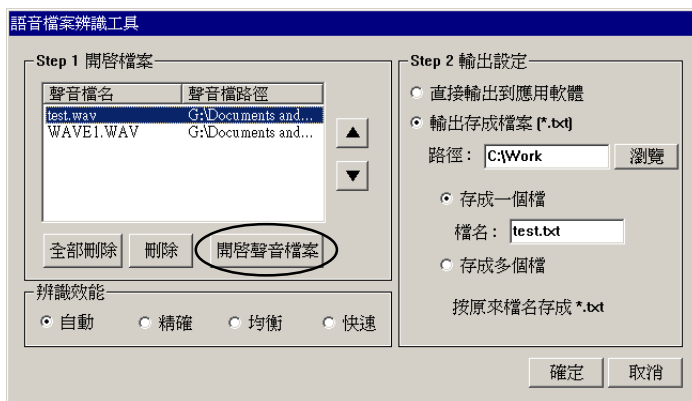 語音檔案辨識工具
Step 1 開啓檔案
聲音檔名 聲音檔路徑
test.wav G:\Documents and...
WAVE1.WAV G:\Documents and...
▲
▼
全部刪除 刪除 開啓聲音檔案
辨識效能
自動 精確 均衡 快速
Step 2 輸出設定
直接輸出到應用軟體
輸出存成檔案 (*.txt)
路徑： C:\Work 瀏覽
存成一個檔
檔名： test.txt
存成多個檔
按原來檔名存成 *.txt
確定 取消